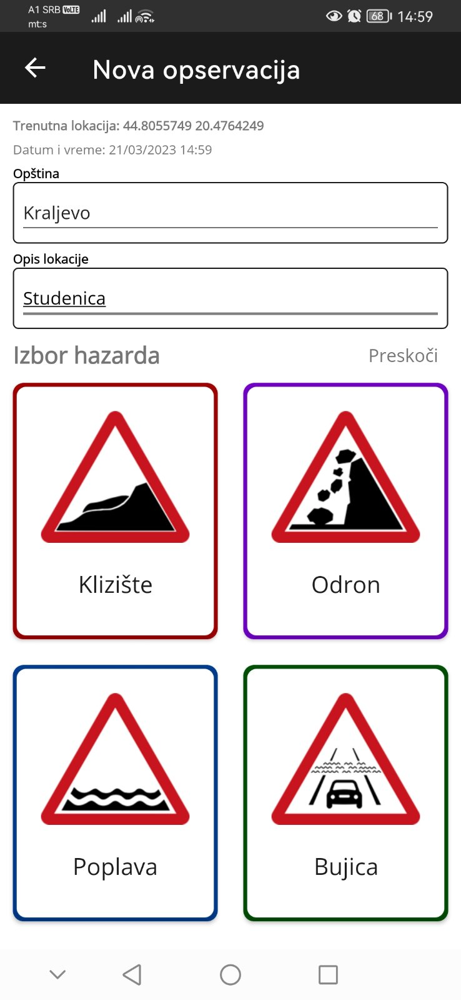 A1 SRB VoLTE
mt:s
68
14:59
Nova opservacija
Trenutna lokacija: 44.8055749 20.4764249
Datum i vreme: 21/03/2023 14:59
Opština
Kraljevo
Opis lokacije
Studenica
Izbor hazarda
Preskoči
Klizište
Odron
Poplava
Bujica